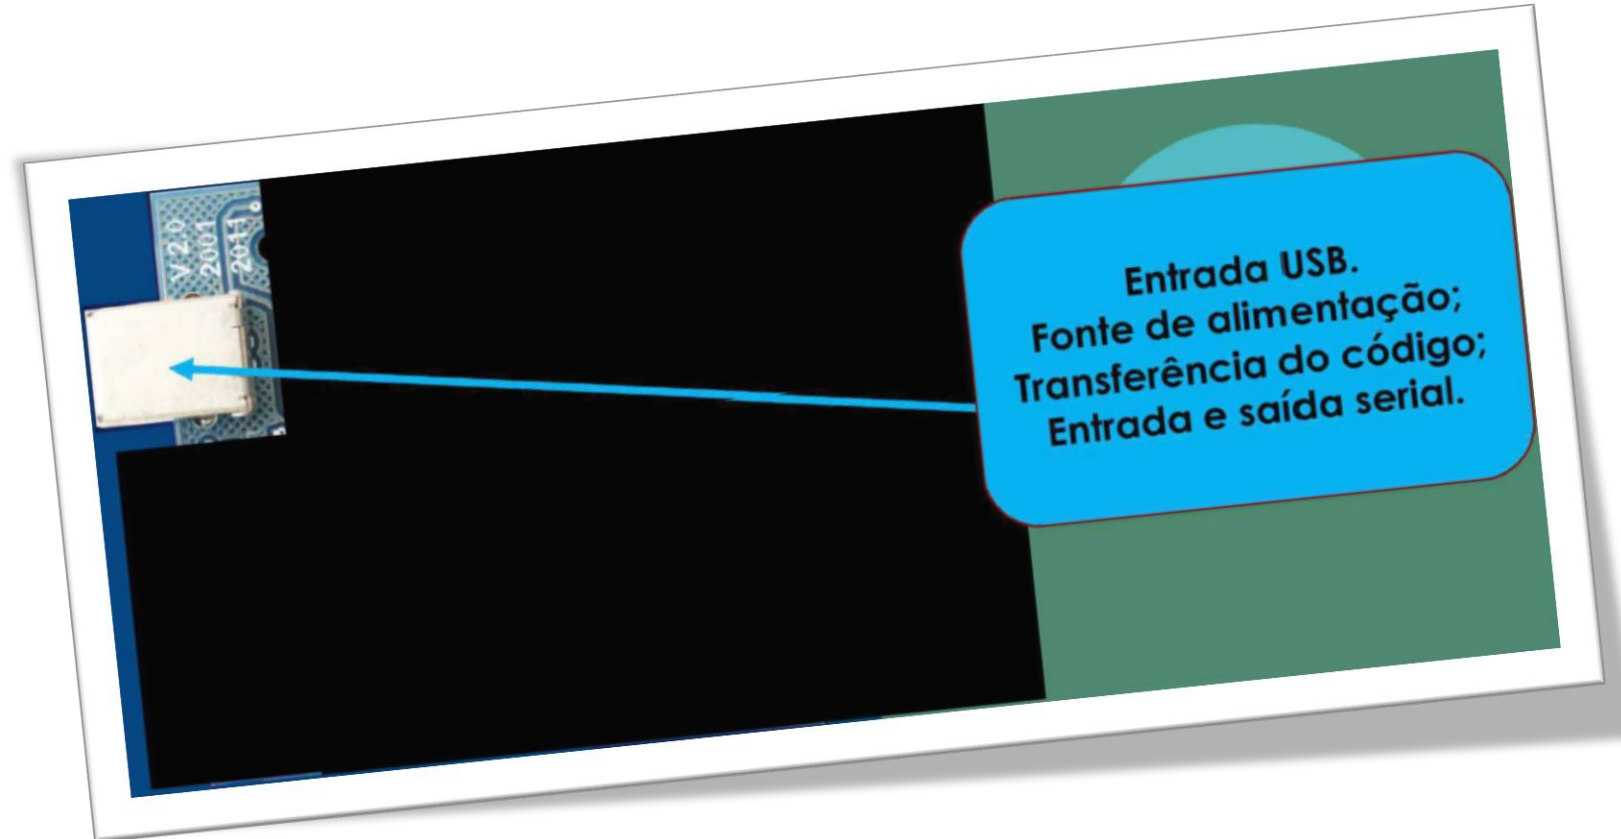 V 2.0
2001
2011
Entrada USB.
Fonte de alimentação;
Transferência do código;
Entrada e saída serial.